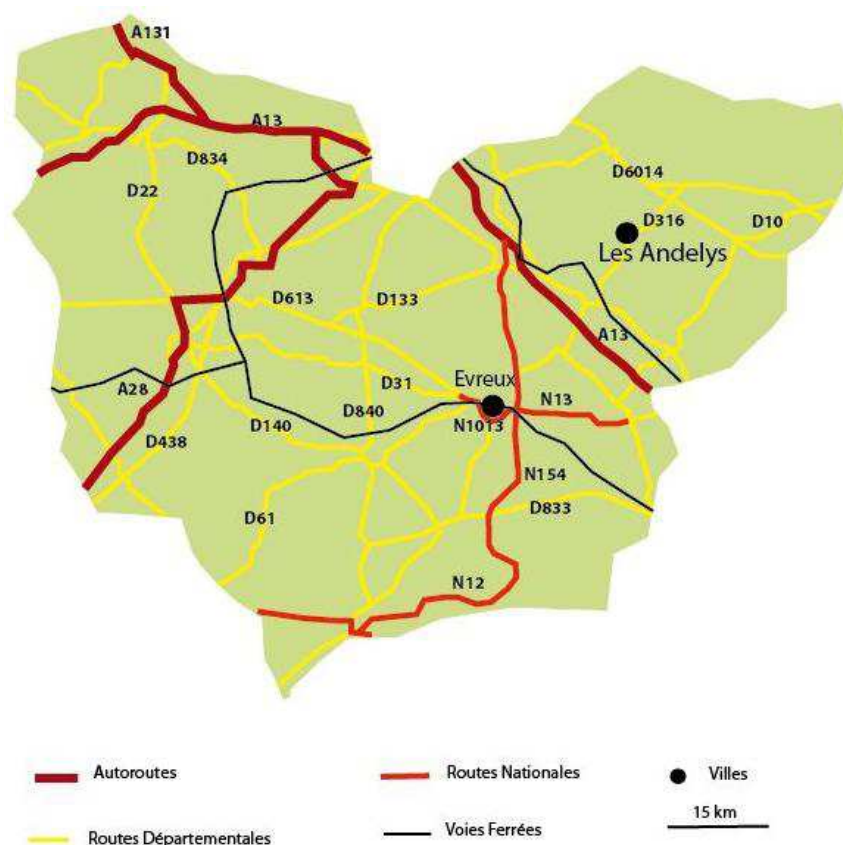 A131
A13
D834
D22
D6014
D316
D10
Les Andelys
D613
D133
A13
D31
Evreux
A28
D840
N13
D438
D140
N1013
N154
D61
D833
N12
Autoroutes
Routes Nationales
Villes
15 km
Routes Départementales
Voies Ferrées